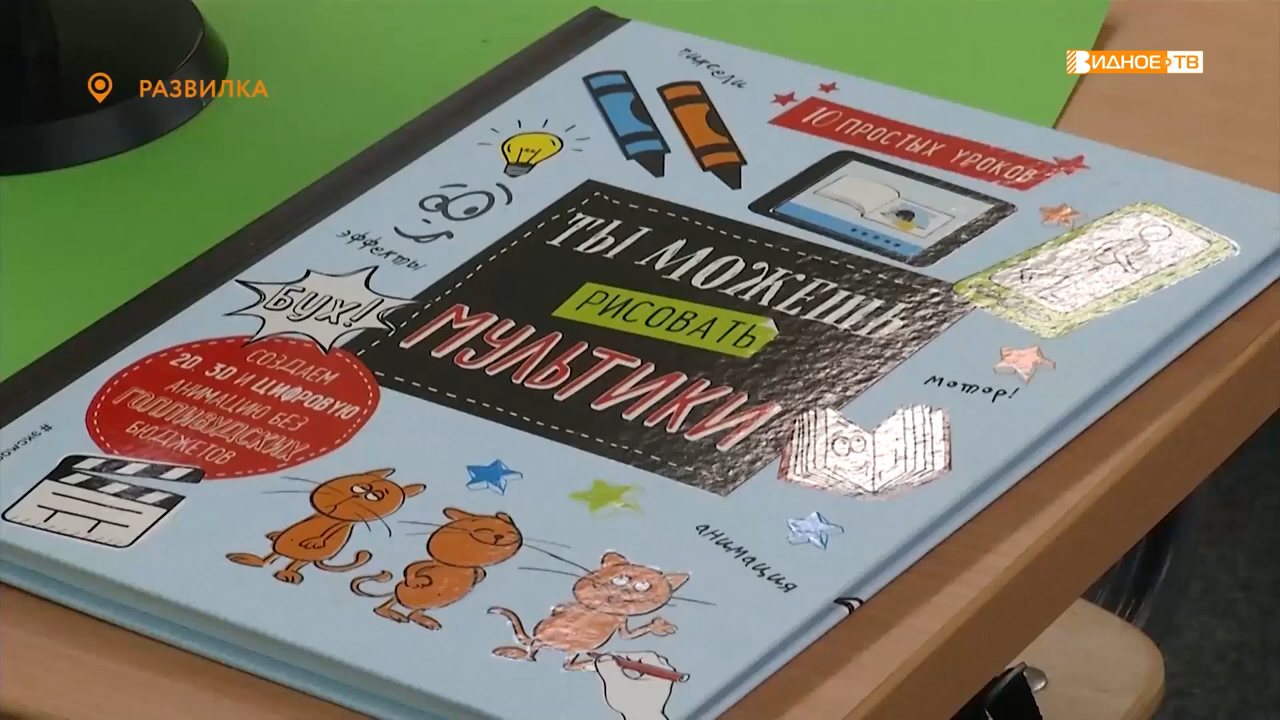 РАЗВИЛКА
ВИДНОЕ ТВ
пиксели
10 ПРОСТЫХ УРОКОВ
эффекты
ТЫ МОЖЕШЬ
РИСОВАТЬ
МУЛЬТИКИ
БУХ!
СОЗДАЕМ
2D, 3D И ЦИФРОВУЮ
АНИМАЦИЮ БЕЗ
ГОЛЛИВУДСКИХ
БЮДЖЕТОВ
мотор!
анимация